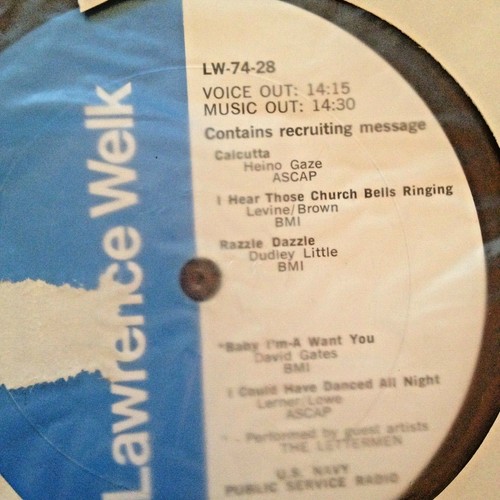 Lawrence Welk
LW-74-28
VOICE OUT: 14:15
MUSIC OUT: 14:30
Contains recruiting message
Calcutta
Heino Gaze
ASCAP
I Hear Those Church Bells Ringing
Levine/Brown
BMI
Razzle Dazzle
Dudley Little
BMI
*Baby I'm-A Want You
David Gates
BMI
I Could Have Danced All Night
Lerner/Lowe
ASCAP
* - Performed by guest artists
THE LETTERMEN
U.S. NAVY
PUBLIC SERVICE RADIO